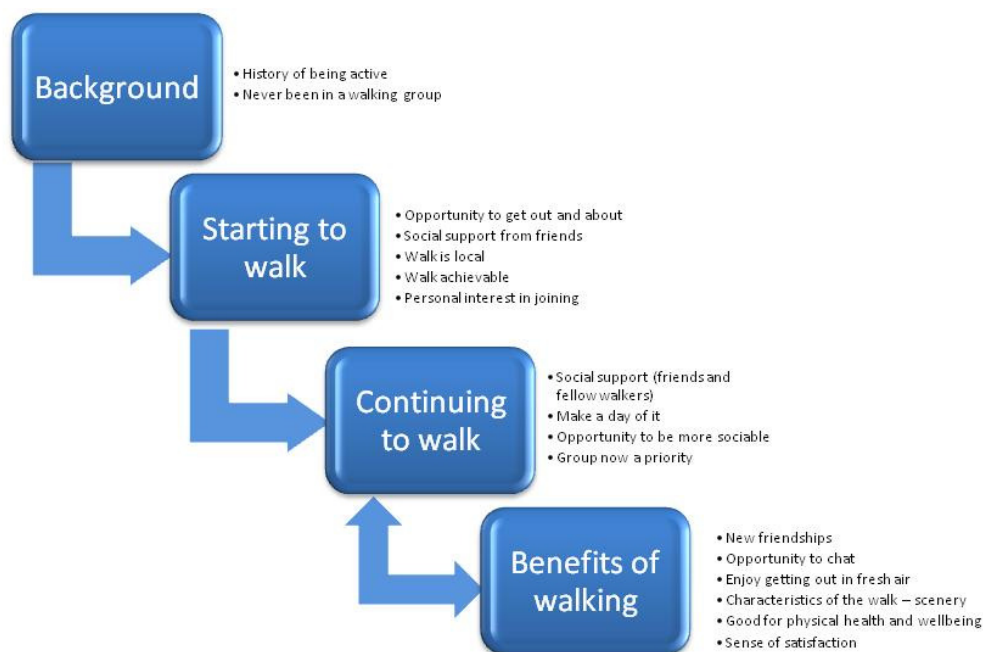 Background
• History of being active
• Never been in a walking group
Starting to
walk
• Opportunity to get out and about
• Social support from friends
• Walk is local
• Walk achievable
• Personal interest in joining
Continuing
to walk
• Social support (friends and
fellow walkers)
• Make a day of it
• Opportunity to be more sociable
• Group now a priority
Benefits of
walking
• New friendships
• Opportunity to chat
• Enjoy getting out in fresh air
• Characteristics of the walk – scenery
• Good for physical health and wellbeing
• Sense of satisfaction